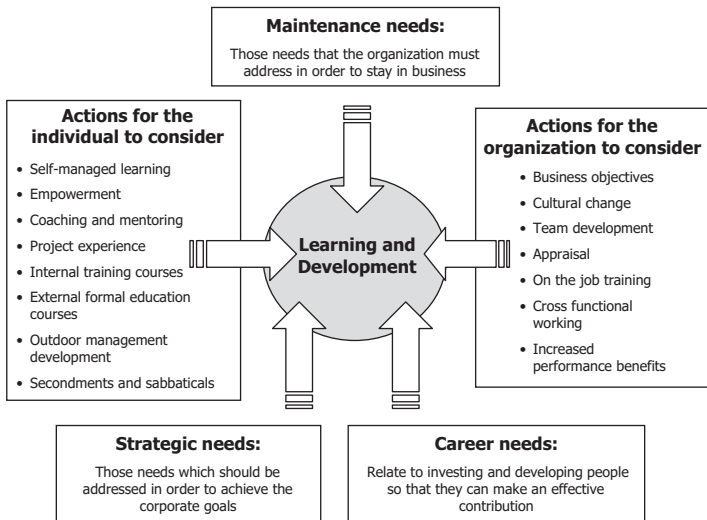 Maintenance needs:
Those needs that the organization must
address in order to stay in business
Actions for the
individual to consider
• Self-managed learning
• Empowerment
• Coaching and mentoring
• Project experience
• Internal training courses
• External formal education
courses
• Outdoor management
development
• Secondments and sabbaticals
Learning and
Development
Actions for the
organization to consider
• Business objectives
• Cultural change
• Team development
• Appraisal
• On the job training
• Cross functional
working
• Increased
performance benefits
Strategic needs:
Those needs which should be
addressed in order to achieve the
corporate goals
Career needs:
Relate to investing and developing people
so that they can make an effective
contribution